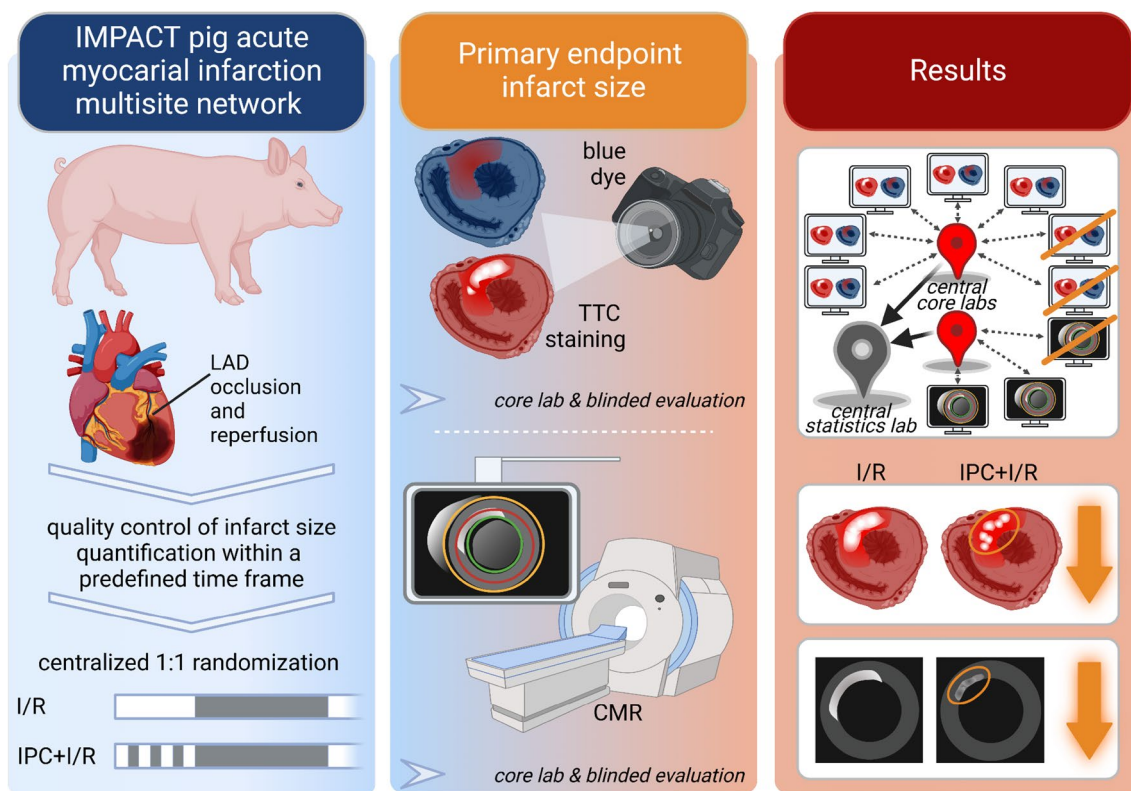 IMPACT pig acute
myocarial infarction
multisite network
LAD
occlusion
and
reperfusion
quality control of infarct size
quantification within a
predefined time frame
centralized 1:1 randomization
I/R
IPC+I/R
Primary endpoint
infarct size
blue
dye
TTC
staining
core lab & blinded evaluation
CMR
core lab & blinded evaluation
Results
central
core labs
central
statistics lab
I/R
IPC+I/R